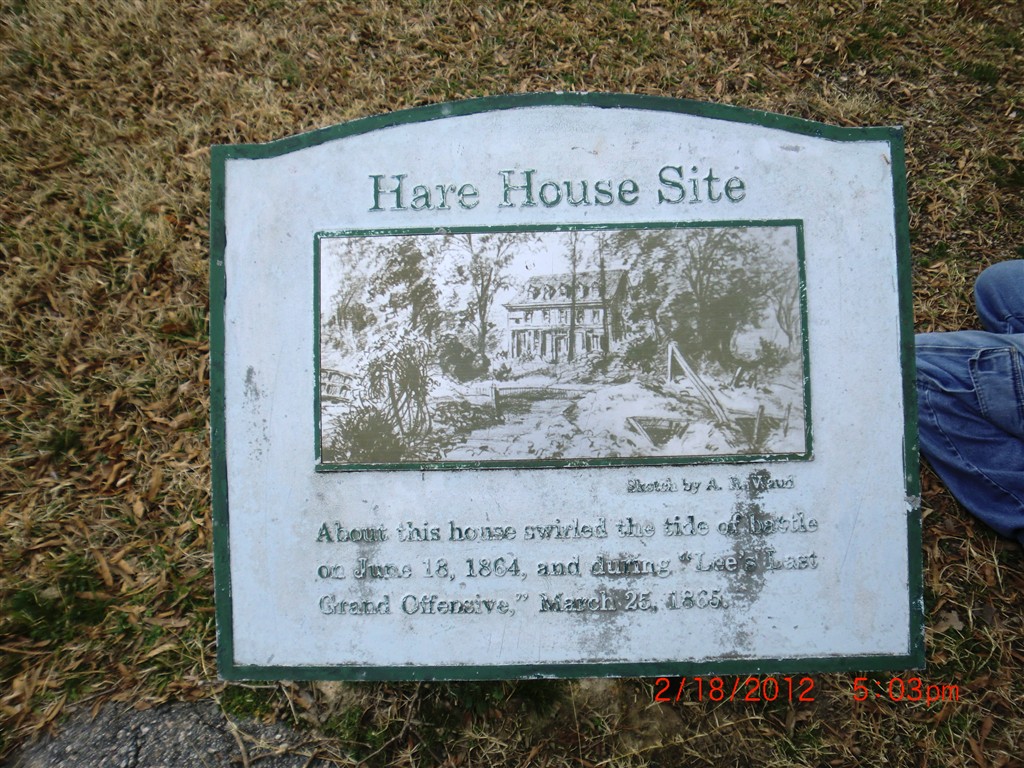 Hare House Site
Sketch by A. R. Waud
About this house swirled the tide of battle
on June 18, 1864, and during "Lee's Last
Grand Offensive," March 25, 1865.
2/18/2012 5:03pm